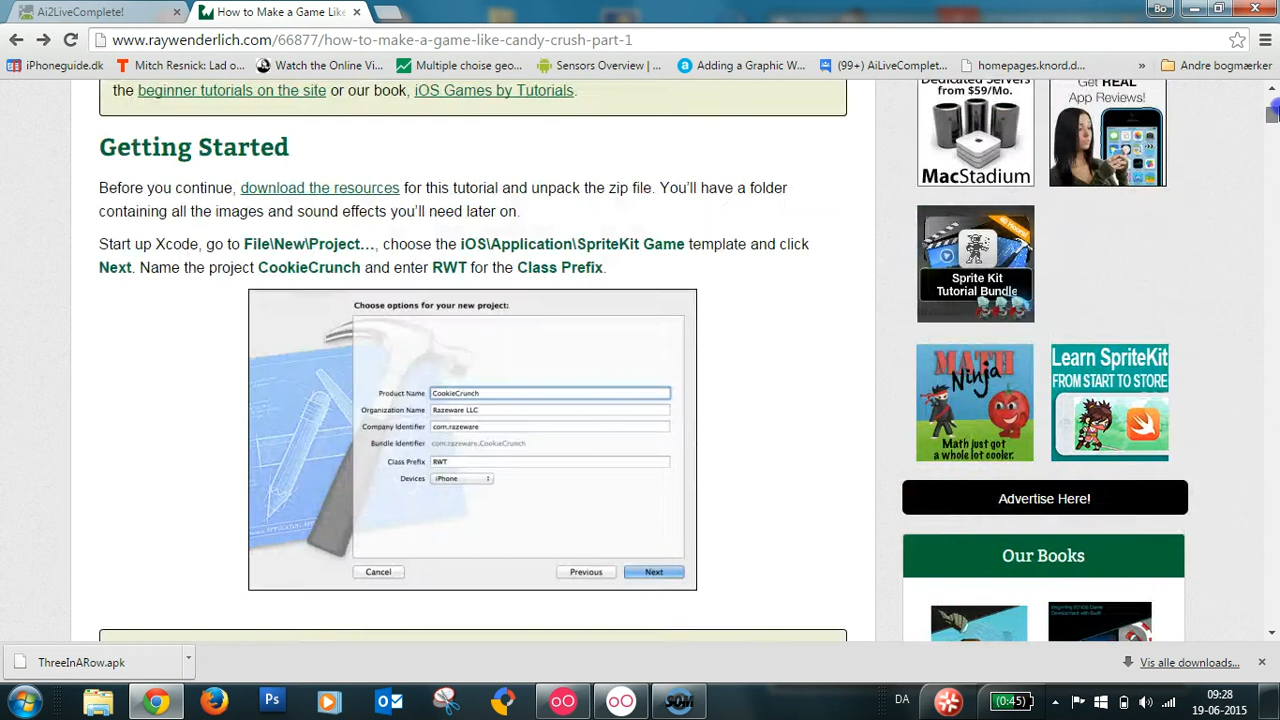 Ai2LiveComplete!
How to Make a Game Like
Bo
www.raywenderlich.com/66877/how-to-make-a-game-like-candy-crush-part-1
iPhoneguide.dk
Mitch Resnick: Lad o...
Watch the Online Vi...
Multiple choise geo...
Sensors Overview | ...
Adding a Graphic W...
(99+) AiLiveComplet...
homepages.knord.d...
»
Andre bogmærker
the beginner tutorials on the site or our book, iOS Games by Tutorials.
Getting Started
Before you continue, download the resources for this tutorial and unpack the zip file. You’ll have a folder
containing all the images and sound effects you’ll need later on.
Start up Xcode, go to File\New\Project…, choose the iOS\Application\SpriteKit Game template and click
Next. Name the project CookieCrunch and enter RWT for the Class Prefix.
Choose options for your new project:
Product Name CookieCrunch
Organization Name Razeware LLC
Company Identifier com.razeware
Bundle Identifier com.razeware.CookieCrunch
Class Prefix RWT
Devices iPhone
Cancel
Previous
Next
Dedicated Servers
from $59/Mo.
MacStadium
Get REAL
App Reviews!
Sprite Kit
Tutorial Bundle
MATH
Ninja
Math just got
a whole lot cooler.
Learn SpriteKit
FROM START TO STORE
Advertise Here!
Our Books
ThreeInARow.apk
Vis alle downloads...
Ps
DA
(0:45)
09:28
19-06-2015